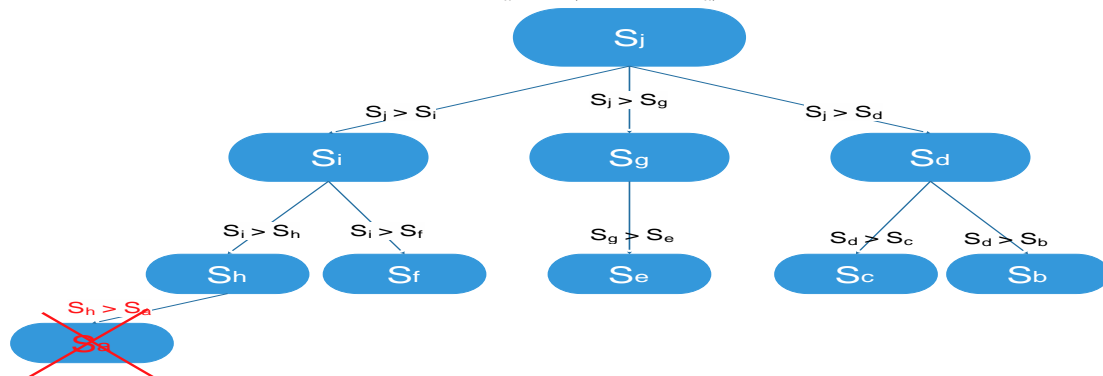 Sj
Sj > Si
Sj > Sg
Sj > Sd
Si
Sg
Sd
Si > Sh
Si > Sf
Sg > Se
Sd > Sc
Sd > Sb
Sh
Sf
Se
Sc
Sb
Sh > Sa
Sa